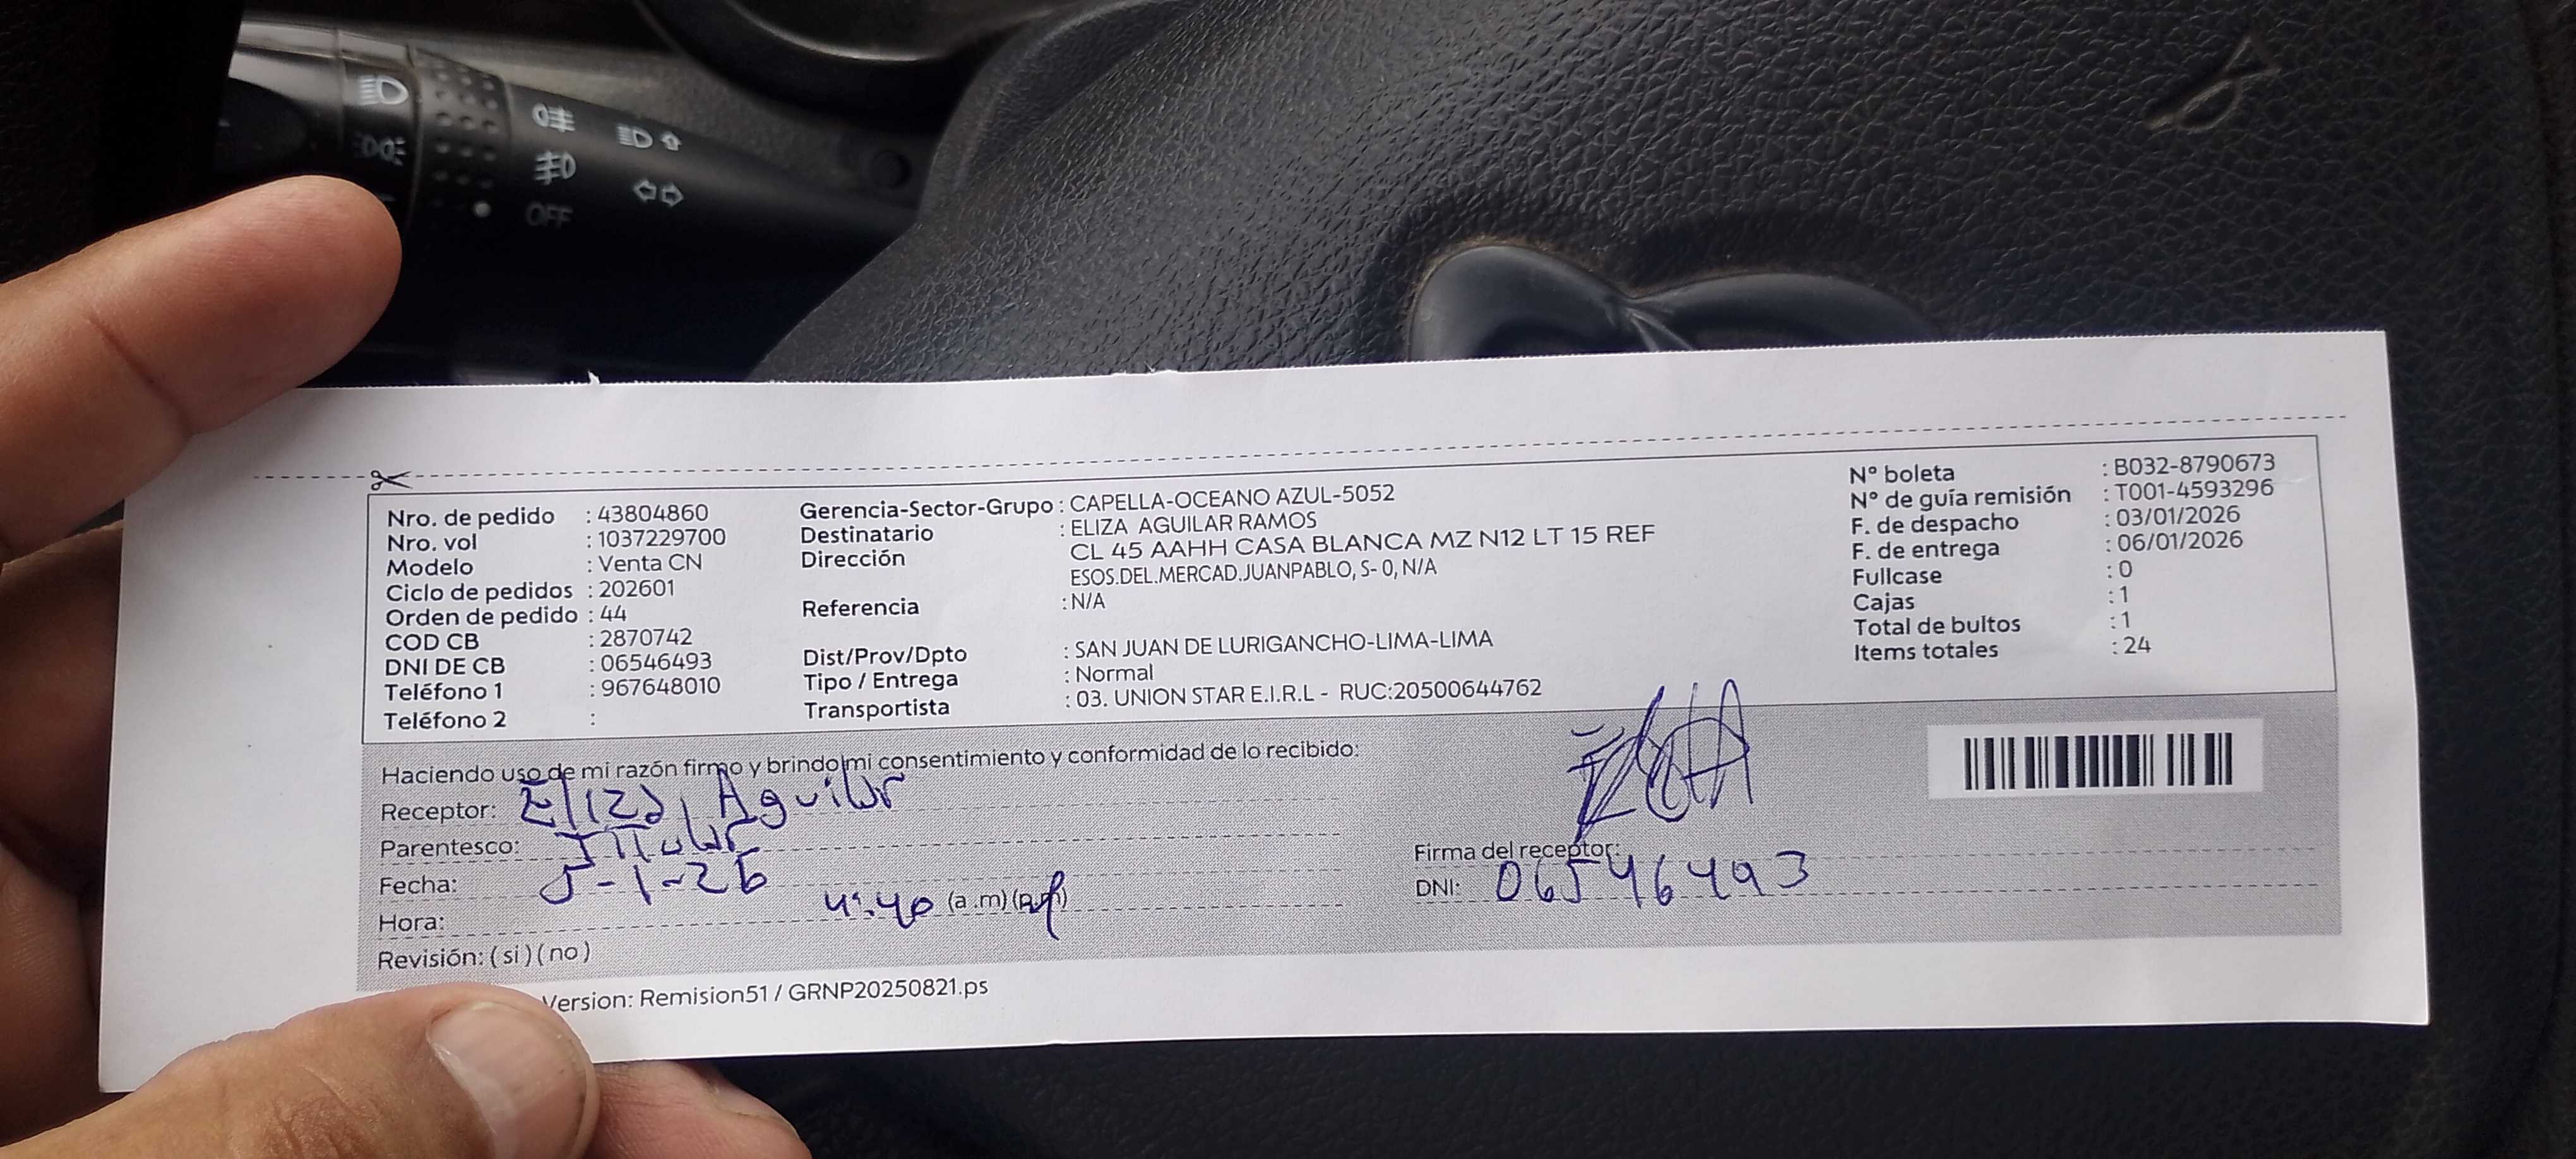 OFF
Nro. de pedido : 43804860
Nro. vol : 1037229700
Modelo : Venta CN
Ciclo de pedidos : 202601
Orden de pedido : 44
COD CB : 2870742
DNI DE CB : 06546493
Teléfono 1 : 967648010
Teléfono 2 :
Gerencia-Sector-Grupo : CAPELLA-OCEANO AZUL-5052
Destinatario : ELIZA AGUILAR RAMOS
Dirección CL 45 AAHH CASA BLANCA MZ N12 LT 15 REF
ESOS.DEL.MERCAD.JUANPABLO, S- 0, N/A
Referencia : N/A
Dist/Prov/Dpto : SAN JUAN DE LURIGANCHO-LIMA-LIMA
Tipo / Entrega : Normal
Transportista : 03. UNION STAR E.I.R.L - RUC:20500644762
N° boleta : B032-8790673
N° de guía remisión : T001-4593296
F. de despacho : 03/01/2026
F. de entrega : 06/01/2026
Fullcase : 0
Cajas : 1
Total de bultos : 1
Items totales : 24
Haciendo uso de mi razón firmo y brindo mi consentimiento y conformidad de lo recibido:
Receptor: Eliza Aguilar
Parentesco: Titular
Fecha: 5-1-26
Hora: 4:40 (a .m) (p.m)
Revisión: ( si ) ( no )
Firma del receptor:
DNI: 06546493
Version: Remision51 / GRNP20250821.ps